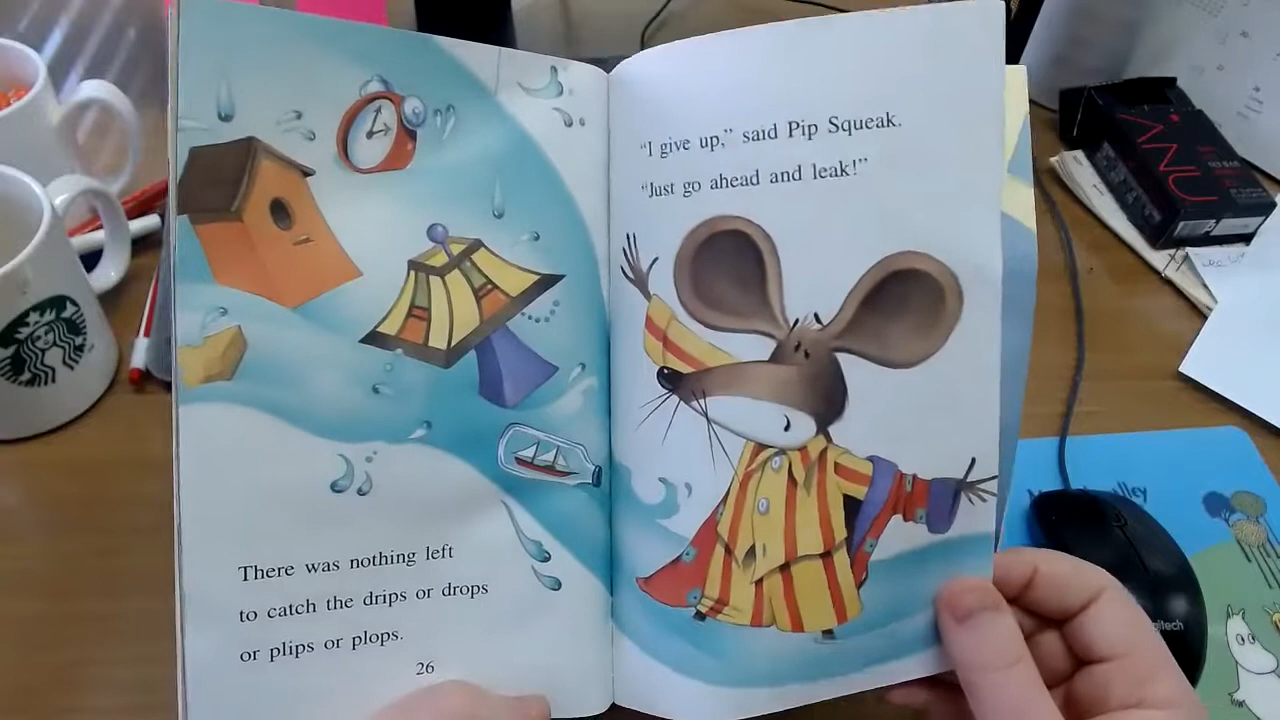 There was nothing left
to catch the drips or drops
or plips or plops.
26
“I give up,” said Pip Squeak.
“Just go ahead and leak!”
KANU